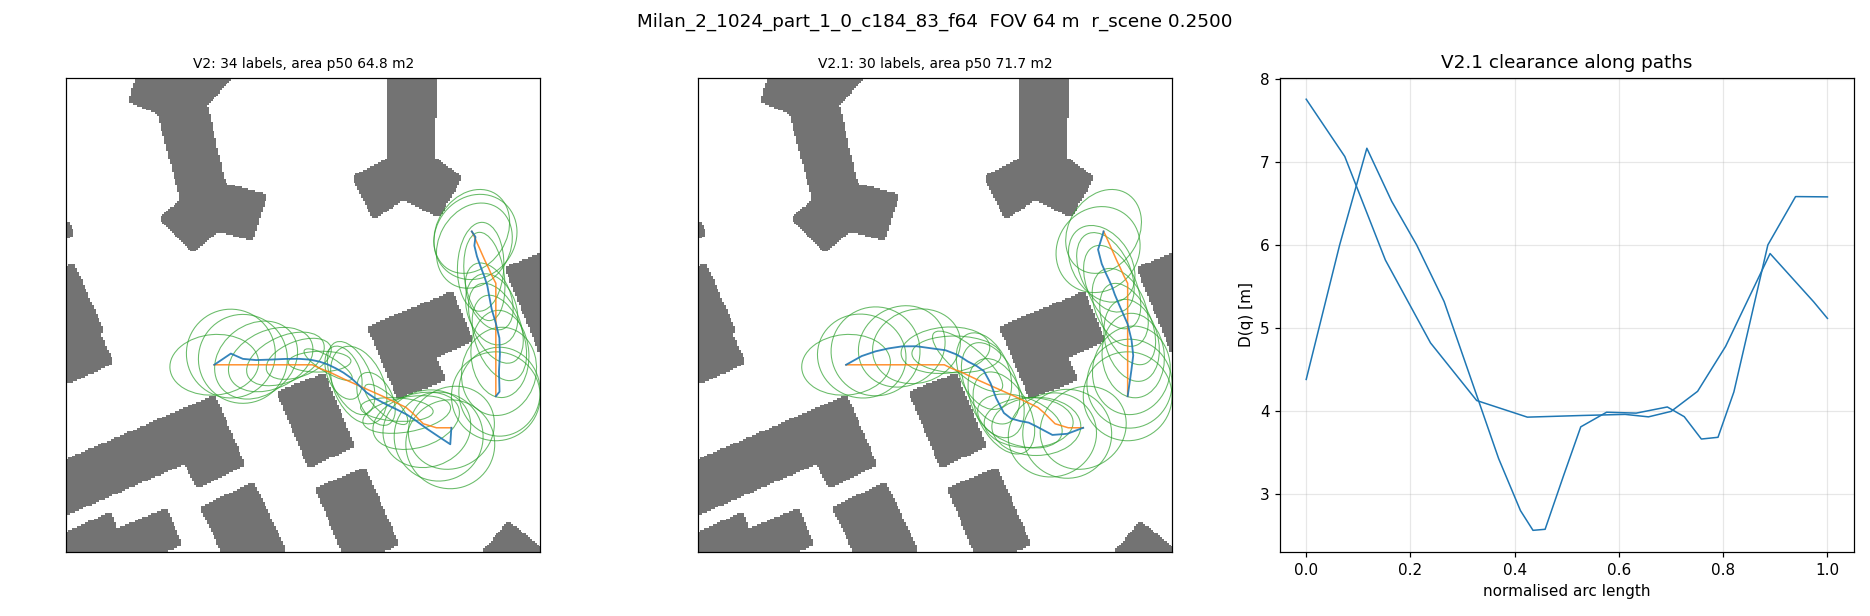 Milan_2_1024_part_1_0_c184_83_f64  FOV 64 m  r_scene 0.2500
V2: 34 labels, area p50 64.8 m2
V2.1: 30 labels, area p50 71.7 m2
V2.1 clearance along paths
D(q) [m]
8
7
6
5
4
3
0.0 0.2 0.4 0.6 0.8 1.0
normalised arc length